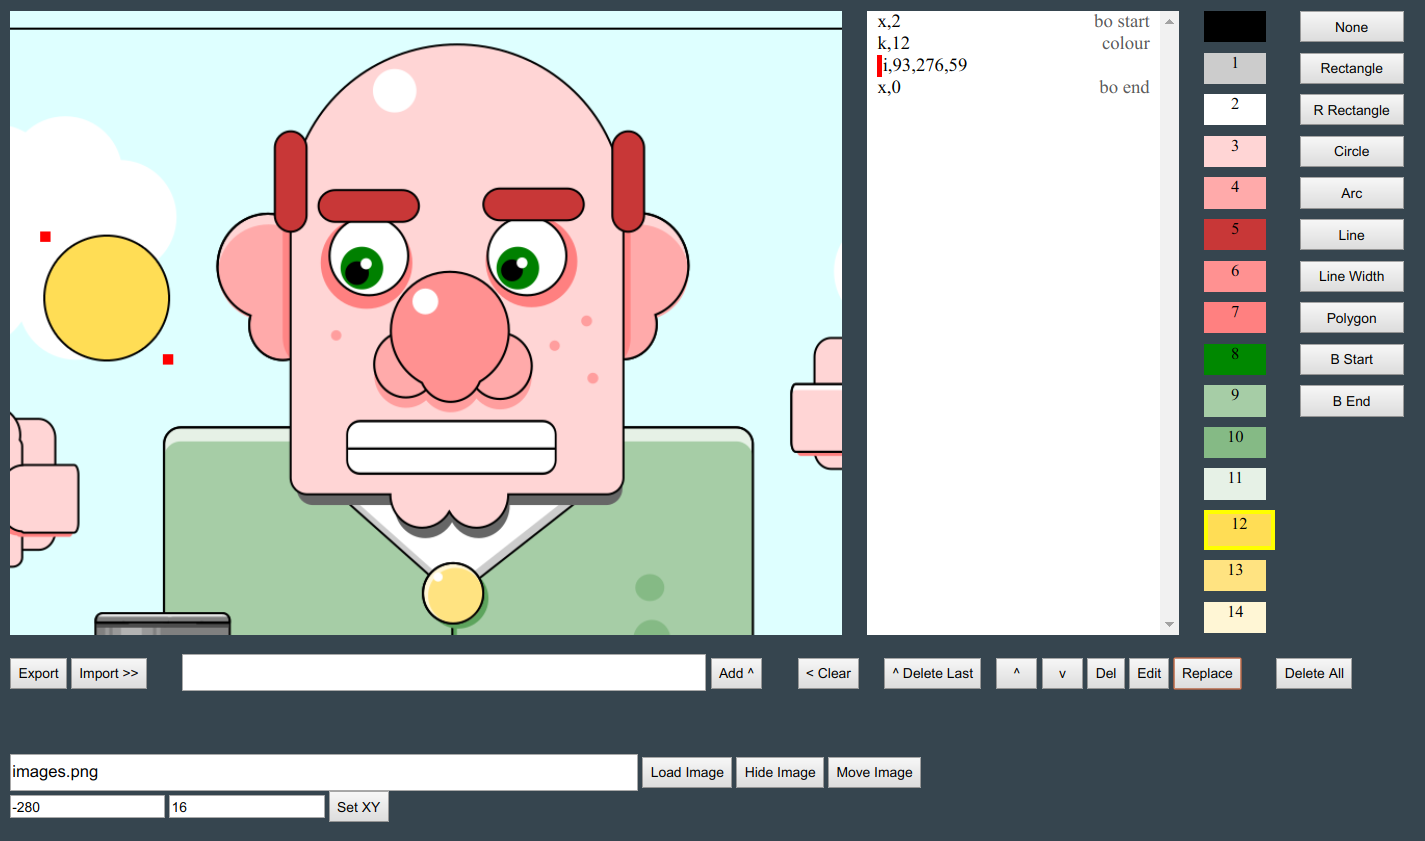 x,2 bo start
k,12 colour
i,93,276,59
x,0 bo end
1
2
3
4
5
6
7
8
9
10
11
12
13
14
None
Rectangle
R Rectangle
Circle
Arc
Line
Line Width
Polygon
B Start
B End
Export Import >> Add ^ < Clear ^ Delete Last ^ v Del Edit Replace Delete All
images.png Load Image Hide Image Move Image
-280 16 Set XY